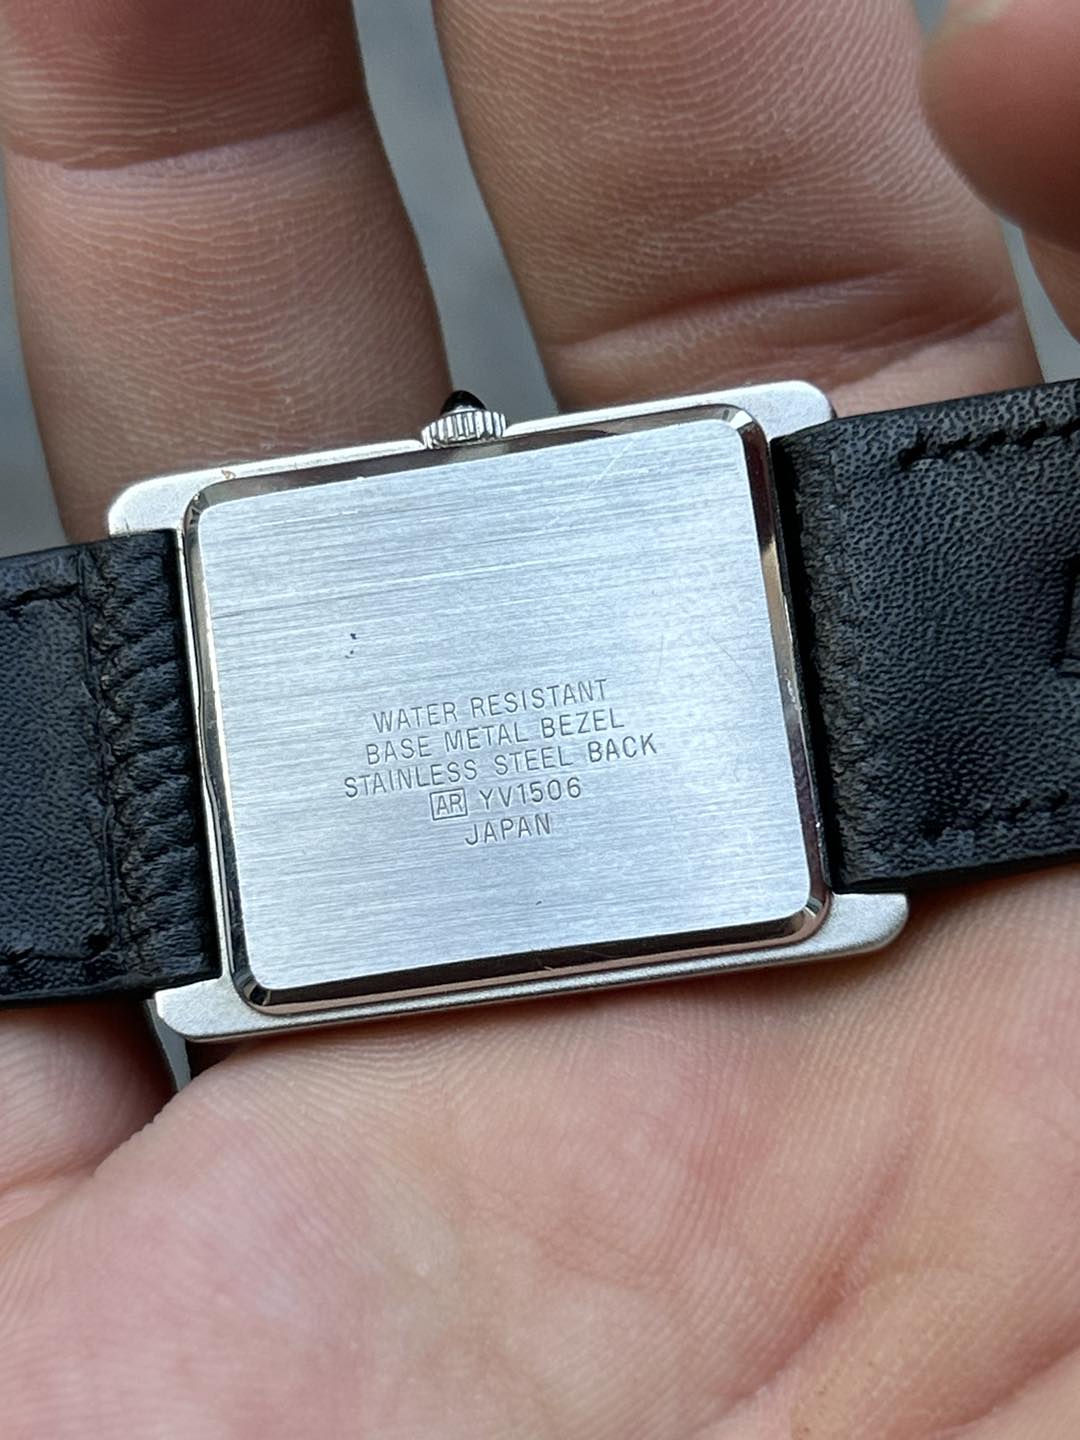 WATER RESISTANT
BASE METAL BEZEL
STAINLESS STEEL BACK
AR YV1506
JAPAN